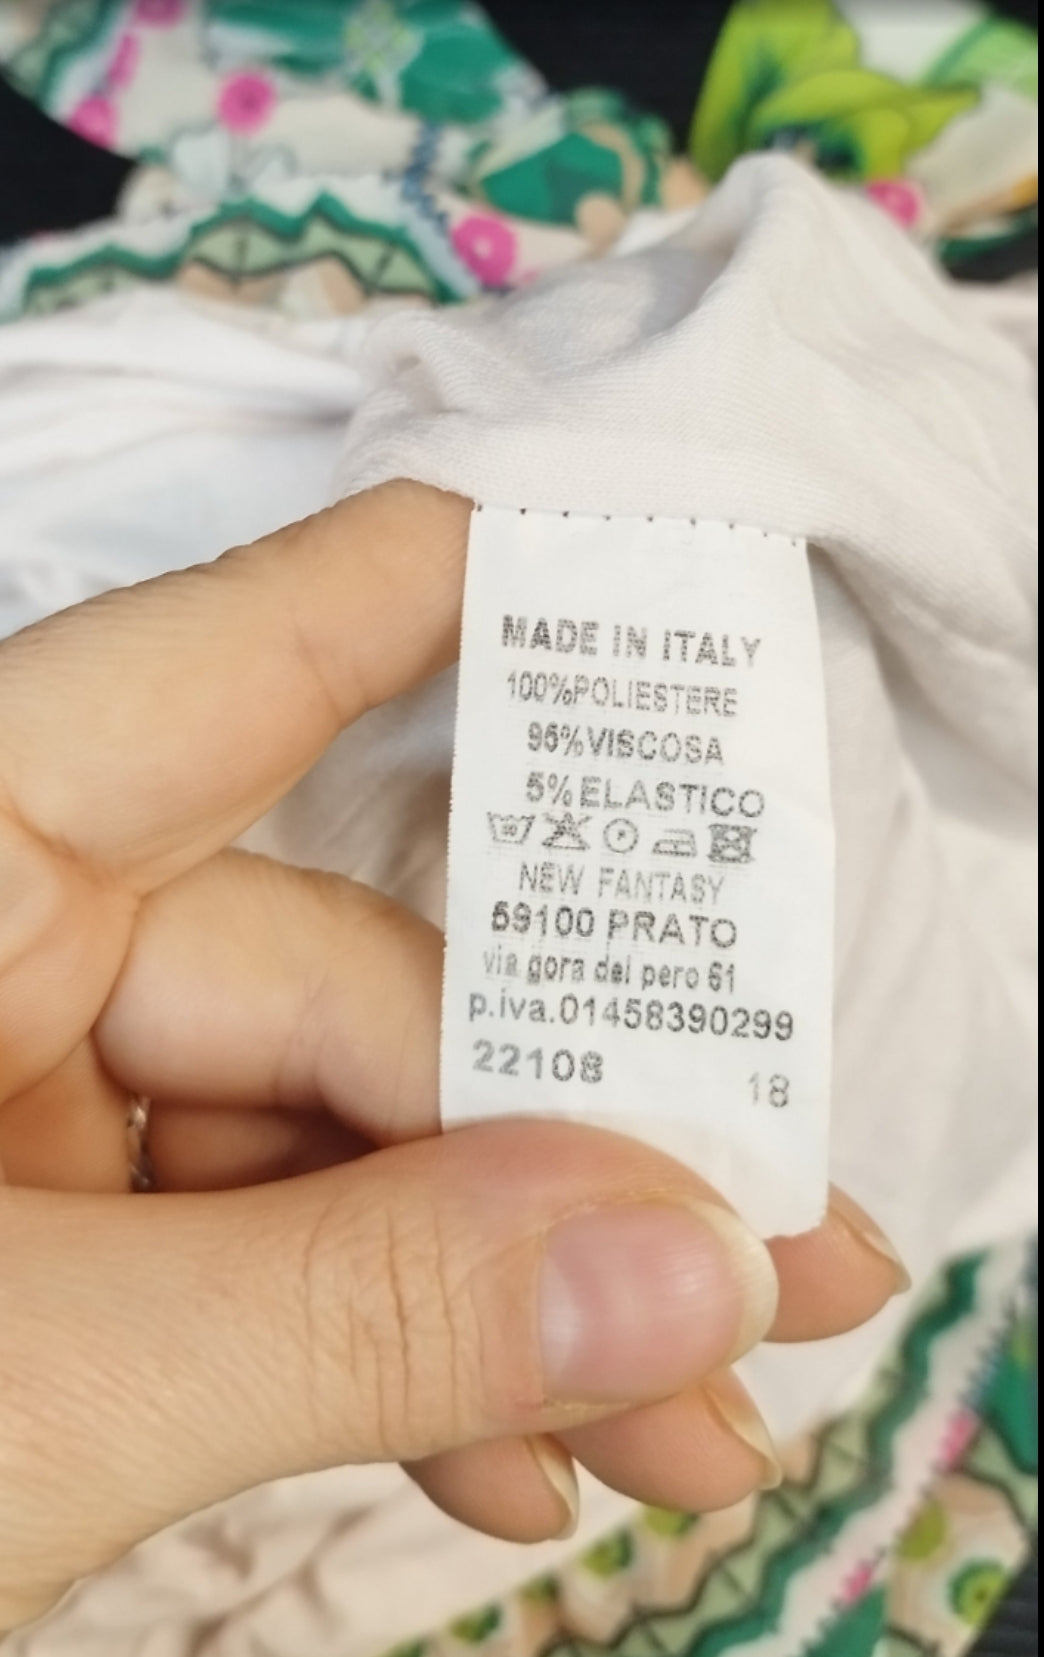 MADE IN ITALY
100%POLIESTERE
95%VISCOSA
5%ELASTICO
NEW FANTASY
59100 PRATO
via gora del pero 61
p.iva.01458390299
22108 18